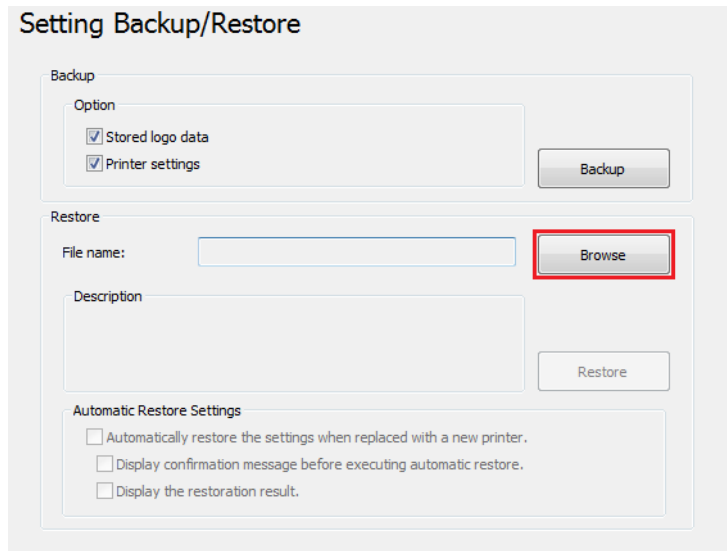 Setting Backup/Restore
Backup
Option
Stored logo data
Printer settings
Backup
Restore
File name:
Browse
Description
Restore
Automatic Restore Settings
Automatically restore the settings when replaced with a new printer.
Display confirmation message before executing automatic restore.
Display the restoration result.